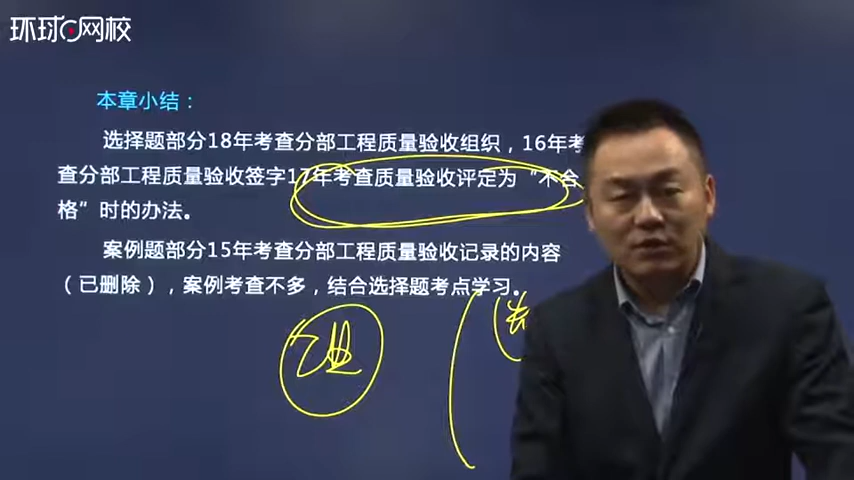 环球网校
本章小结：
选择题部分18年考查分部工程质量验收组织，16年考
查分部工程质量验收签字17年考查质量验收评定为“不合
格”时的办法。
案例题部分15年考查分部工程质量验收记录的内容
（已删除），案例考查不多，结合选择题考点学习。